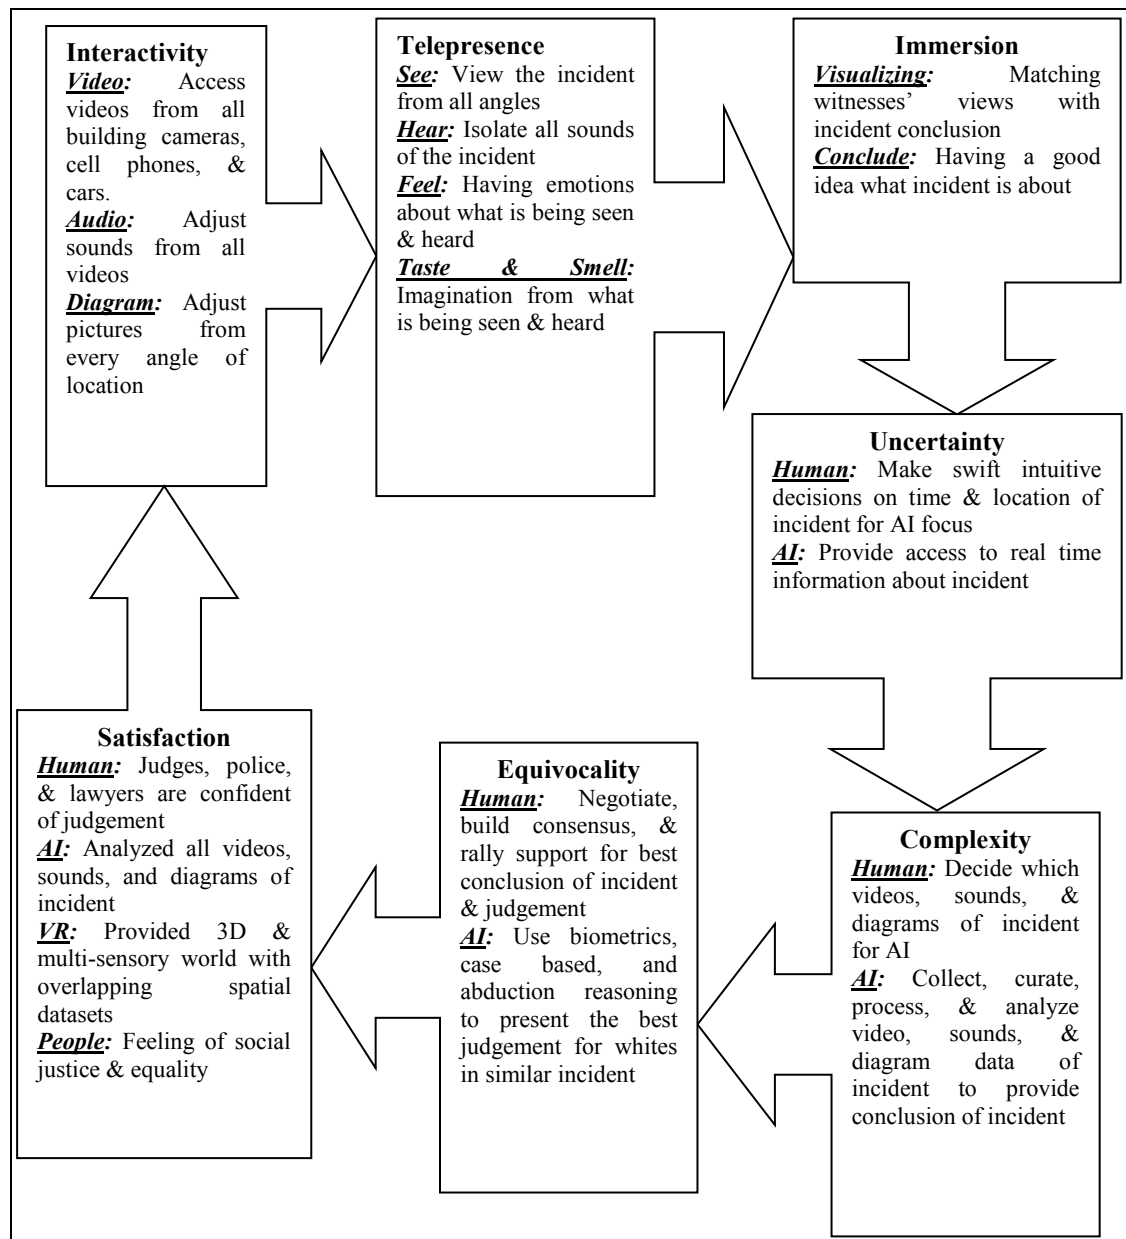 Interactivity
Video: Access
videos from all
building cameras,
cell phones, &
cars.
Audio: Adjust
sounds from all
videos
Diagram: Adjust
pictures from
every angle of
location
Telepresence
See: View the incident
from all angles
Hear: Isolate all sounds
of the incident
Feel: Having emotions
about what is being seen
& heard
Taste & Smell:
Imagination from what
is being seen & heard
Immersion
Visualizing: Matching
witnesses’ views with
incident conclusion
Conclude: Having a good
idea what incident is about
Uncertainty
Human: Make swift intuitive
decisions on time & location of
incident for AI focus
AI: Provide access to real time
information about incident
Complexity
Human: Decide which
videos, sounds, &
diagrams of incident
for AI
AI: Collect, curate,
process, & analyze
video, sounds, &
diagram data of
incident to provide
conclusion of incident
Equivocality
Human: Negotiate,
build consensus, &
rally support for best
conclusion of incident
& judgement
AI: Use biometrics,
case based, and
abduction reasoning
to present the best
judgement for whites
in similar incident
Satisfaction
Human: Judges, police,
& lawyers are confident
of judgement
AI: Analyzed all videos,
sounds, and diagrams of
incident
VR: Provided 3D &
multi-sensory world with
overlapping spatial
datasets
People: Feeling of social
justice & equality